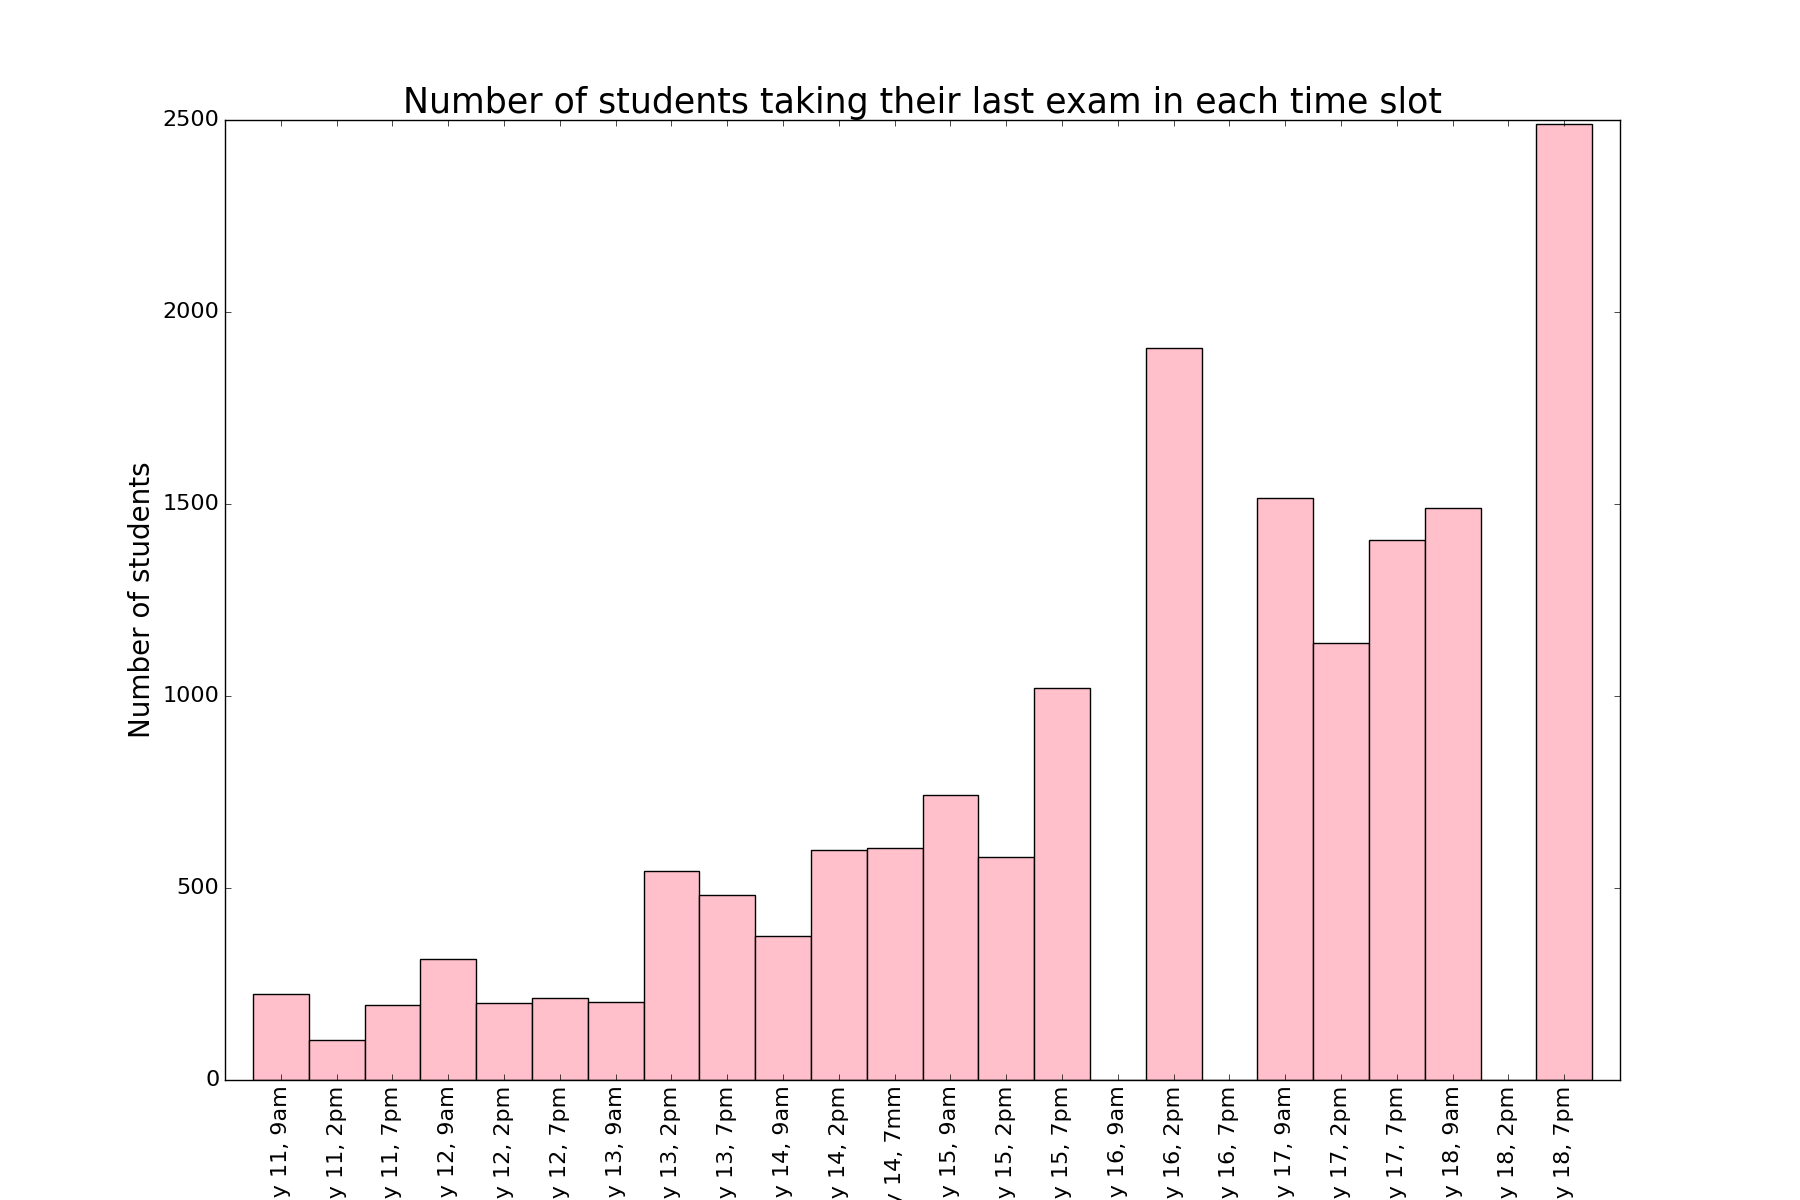 Number of students taking their last exam in each time slot
Number of students
2500
2000
1500
1000
500
0
y 11, 9am
y 11, 2pm
y 11, 7pm
y 12, 9am
y 12, 2pm
y 12, 7pm
y 13, 9am
y 13, 2pm
y 13, 7pm
y 14, 9am
y 14, 2pm
y 14, 7mm
y 15, 9am
y 15, 2pm
y 15, 7pm
y 16, 9am
y 16, 2pm
y 16, 7pm
y 17, 9am
y 17, 2pm
y 17, 7pm
y 18, 9am
y 18, 2pm
y 18, 7pm